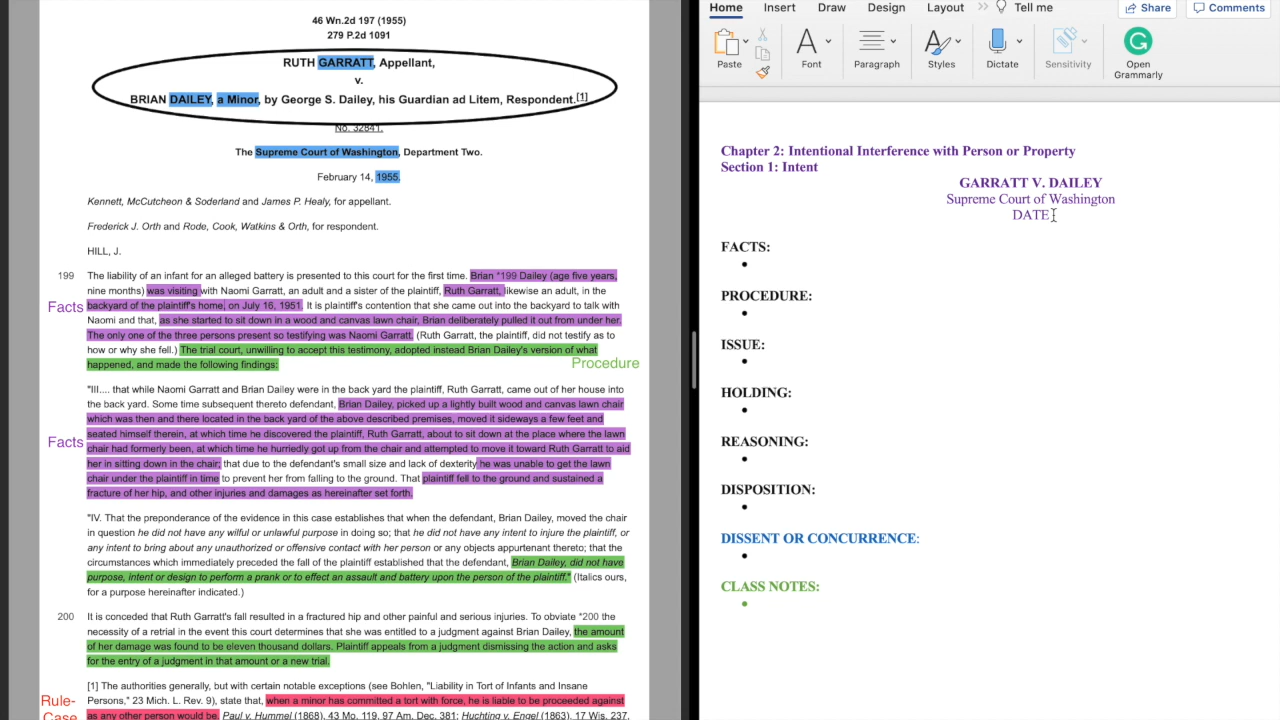 46 Wn.2d 197 (1955)
279 P.2d 1091
RUTH GARRATT, Appellant,
v.
BRIAN DAILEY, a Minor, by George S. Dailey, his Guardian ad Litem, Respondent.[1]
No. 32841.
The Supreme Court of Washington, Department Two.
February 14, 1955.
Kennett, McCutcheon & Soderland and James P. Healy, for appellant.
Frederick J. Orth and Rode, Cook, Watkins & Orth, for respondent.
HILL, J.
199 The liability of an infant for an alleged battery is presented to this court for the first time. Brian *199 Dailey (age five years,
nine months) was visiting with Naomi Garratt, an adult and a sister of the plaintiff, Ruth Garratt, likewise an adult, in the
Facts backyard of the plaintiff's home, on July 16, 1951. It is plaintiff's contention that she came out into the backyard to talk with
Naomi and that, as she started to sit down in a wood and canvas lawn chair, Brian deliberately pulled it out from under her.
The only one of the three persons present so testifying was Naomi Garratt. (Ruth Garratt, the plaintiff, did not testify as to
how or why she fell.) The trial court, unwilling to accept this testimony, adopted instead Brian Dailey's version of what
happened, and made the following findings: Procedure
"III.... that while Naomi Garratt and Brian Dailey were in the back yard the plaintiff, Ruth Garratt, came out of her house into
the back yard. Some time subsequent thereto defendant, Brian Dailey, picked up a lightly built wood and canvas lawn chair
which was then and there located in the back yard of the above described premises, moved it sideways a few feet and
seated himself therein, at which time he discovered the plaintiff, Ruth Garratt, about to sit down at the place where the lawn
Facts chair had formerly been, at which time he hurriedly got up from the chair and attempted to move it toward Ruth Garratt to aid
her in sitting down in the chair; that due to the defendant's small size and lack of dexterity he was unable to get the lawn
chair under the plaintiff in time to prevent her from falling to the ground. That plaintiff fell to the ground and sustained a
fracture of her hip, and other injuries and damages as hereinafter set forth.
"IV. That the preponderance of the evidence in this case establishes that when the defendant, Brian Dailey, moved the chair
in question he did not have any wilful or unlawful purpose in doing so; that he did not have any intent to injure the plaintiff, or
any intent to bring about any unauthorized or offensive contact with her person or any objects appurtenant thereto; that the
circumstances which immediately preceded the fall of the plaintiff established that the defendant, Brian Dailey, did not have
purpose, intent or design to perform a prank or to effect an assault and battery upon the person of the plaintiff." (Italics ours,
for a purpose hereinafter indicated.)
200 It is conceded that Ruth Garratt's fall resulted in a fractured hip and other painful and serious injuries. To obviate *200 the
necessity of a retrial in the event this court determines that she was entitled to a judgment against Brian Dailey, the amount
of her damage was found to be eleven thousand dollars. Plaintiff appeals from a judgment dismissing the action and asks
for the entry of a judgment in that amount or a new trial.
[1] The authorities generally, but with certain notable exceptions (see Bohlen, "Liability in Tort of Infants and Insane
Rule- Persons," 23 Mich. L. Rev. 9), state that, when a minor has committed a tort with force, he is liable to be proceeded against
Case as any other person would be. Paul v. Hummel (1868), 43 Mo. 119, 97 Am. Dec. 381; Huchting v. Engel (1863), 17 Wis. 237,
Home Insert Draw Design Layout >> Tell me Share Comments
Paste Font Paragraph Styles Dictate Sensitivity Open
Grammarly
Chapter 2: Intentional Interference with Person or Property
Section 1: Intent
GARRATT V. DAILEY
Supreme Court of Washington
DATE
FACTS:
PROCEDURE:
ISSUE:
HOLDING:
REASONING:
DISPOSITION:
DISSENT OR CONCURRENCE:
CLASS NOTES: